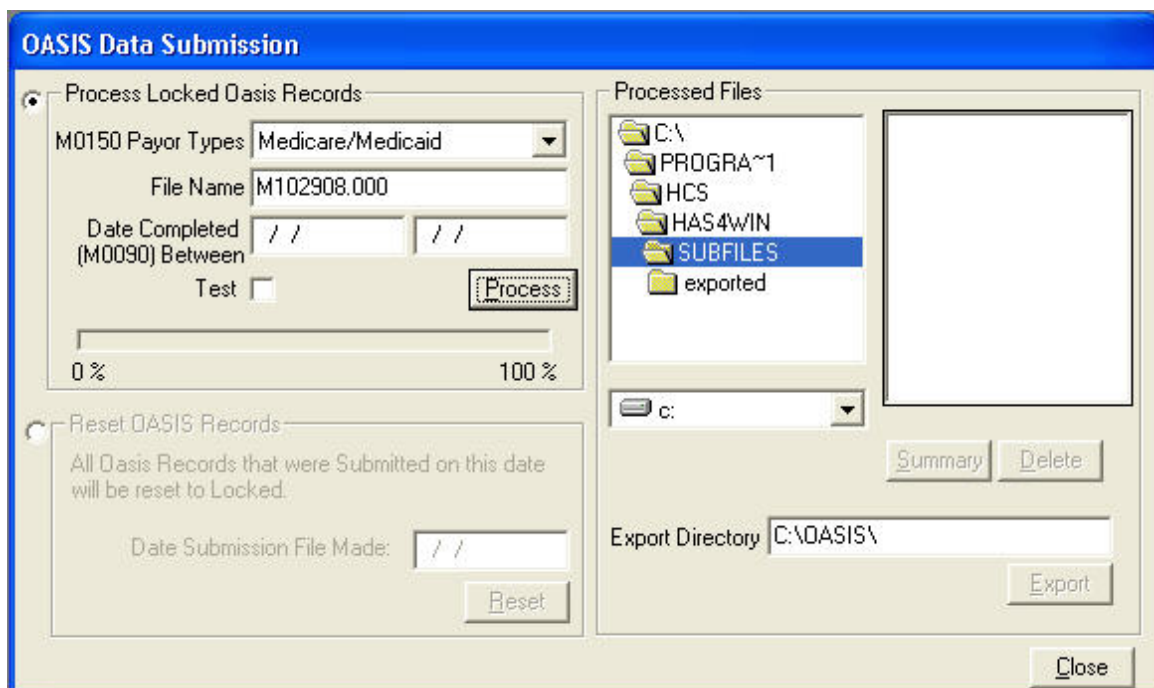 OASIS Data Submission
Process Locked Oasis Records
M0150 Payor Types Medicare/Medicaid
File Name M102908.000
Date Completed
(M0090) Between / / / /
Test
Process
0 % 100 %
Reset OASIS Records
All Oasis Records that were Submitted on this date
will be reset to Locked.
Date Submission File Made: / /
Reset
Processed Files
C:\
PROGRA~1
HCS
HAS4WIN
SUBFILES
exported
c:
Summary Delete
Export Directory C:\OASIS\
Export
Close